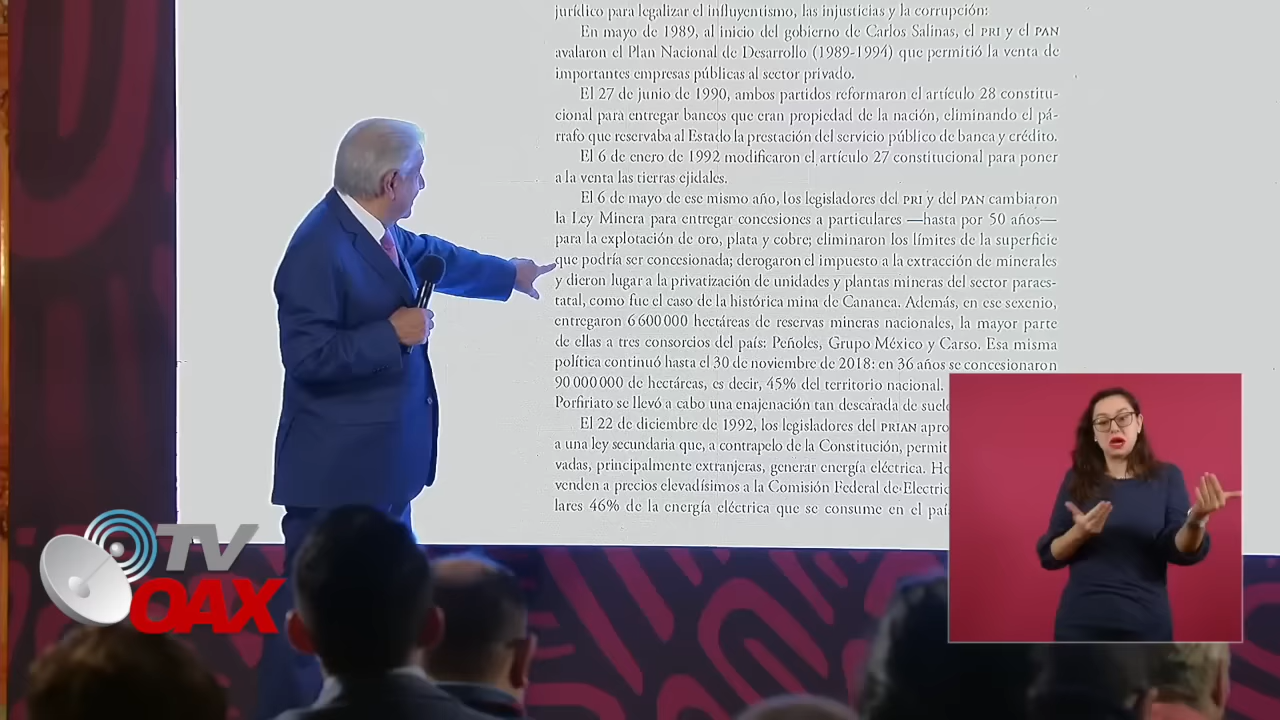 jurídico para legalizar el influyentismo, las injusticias y la corrupción:
En mayo de 1989, al inicio del gobierno de Carlos Salinas, el PRI y el PAN
avalaron el Plan Nacional de Desarrollo (1989-1994) que permitió la venta de
importantes empresas públicas al sector privado.
El 27 de junio de 1990, ambos partidos reformaron el artículo 28 constitu-
cional para entregar bancos que eran propiedad de la nación, eliminando el pá-
rrafo que reservaba al Estado la prestación del servicio público de banca y crédito.
El 6 de enero de 1992 modificaron el artículo 27 constitucional para poner
a la venta las tierras ejidales.
El 6 de mayo de ese mismo año, los legisladores del PRI y del PAN cambiaron
la Ley Minera para entregar concesiones a particulares —hasta por 50 años—
para la explotación de oro, plata y cobre; eliminaron los límites de la superficie
que podría ser concesionada; derogaron el impuesto a la extracción de minerales
y dieron lugar a la privatización de unidades y plantas mineras del sector paraes-
tatal, como fue el caso de la histórica mina de Cananea. Además, en ese sexenio,
entregaron 6 600 000 hectáreas de reservas mineras nacionales, la mayor parte
de ellas a tres consorcios del país: Peñoles, Grupo México y Carso. Esa misma
política continuó hasta el 30 de noviembre de 2018: en 36 años se concesionaron
90 000 000 de hectáreas, es decir, 45% del territorio nacional.
Porfiriato se llevó a cabo una enajenación tan descarada de suel
El 22 de diciembre de 1992, los legisladores del PRIAN apro
a una ley secundaria que, a contrapelo de la Constitución, permit
vadas, principalmente extranjeras, generar energía eléctrica. Ho
venden a precios elevadísimos a la Comisión Federal de Electric
lares 46% de la energía eléctrica que se consume en el paí
TV
OAX